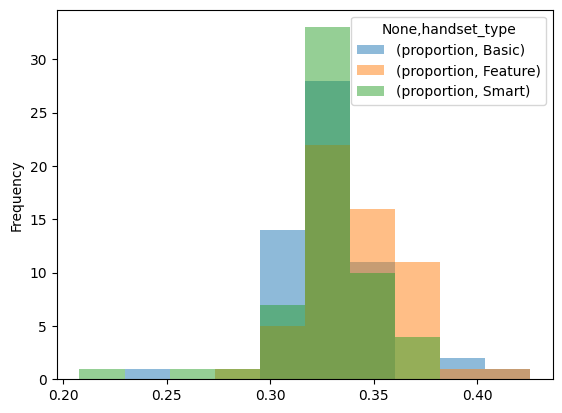 None,handset_type
(proportion, Basic)
(proportion, Feature)
(proportion, Smart)
Frequency
30
25
20
15
10
5
0
0.20 0.25 0.30 0.35 0.40